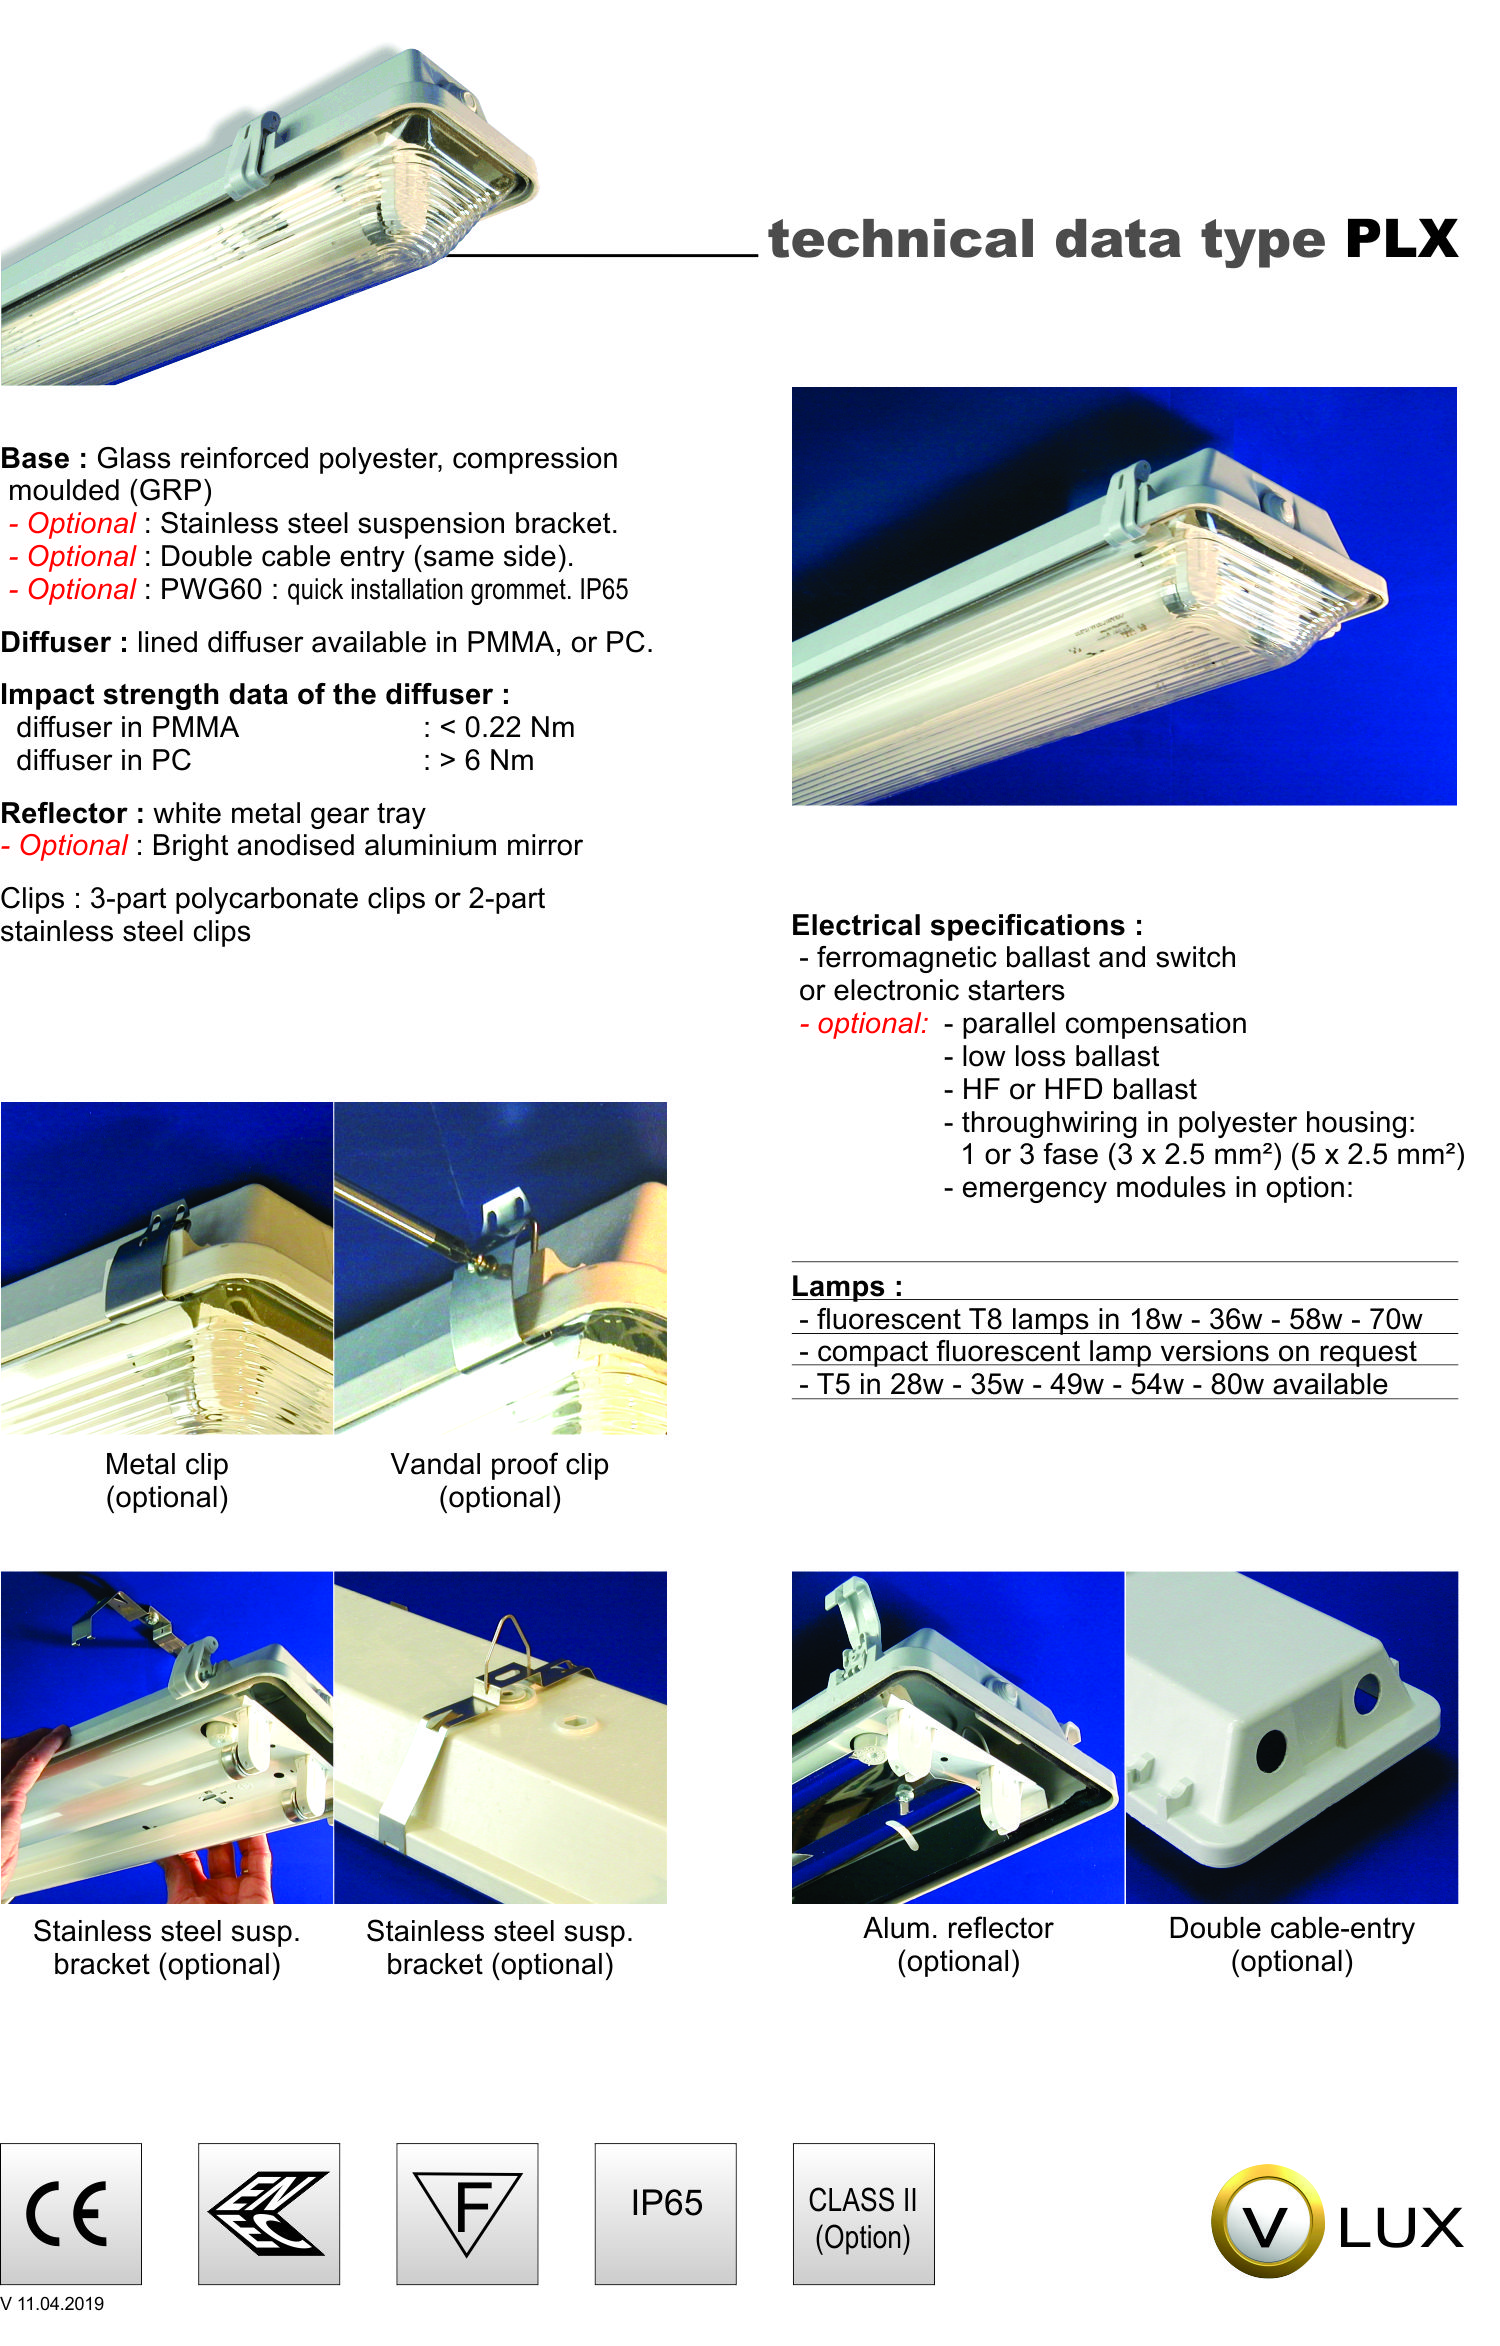 technical data type PLX
Base : Glass reinforced polyester, compression
moulded (GRP)
- Optional : Stainless steel suspension bracket.
- Optional : Double cable entry (same side).
- Optional : PWG60 : quick installation grommet. IP65
Diffuser : lined diffuser available in PMMA, or PC.
Impact strength data of the diffuser :
diffuser in PMMA : < 0.22 Nm
diffuser in PC : > 6 Nm
Reflector : white metal gear tray
- Optional : Bright anodised aluminium mirror
Clips : 3-part polycarbonate clips or 2-part
stainless steel clips
Electrical specifications :
- ferromagnetic ballast and switch
or electronic starters
- optional: - parallel compensation
- low loss ballast
- HF or HFD ballast
- throughwiring in polyester housing:
1 or 3 fase (3 x 2.5 mm²) (5 x 2.5 mm²)
- emergency modules in option:
Lamps :
- fluorescent T8 lamps in 18w - 36w - 58w - 70w
- compact fluorescent lamp versions on request
- T5 in 28w - 35w - 49w - 54w - 80w available
Metal clip
(optional)
Vandal proof clip
(optional)
Stainless steel susp.
bracket (optional)
Stainless steel susp.
bracket (optional)
Alum. reflector
(optional)
Double cable-entry
(optional)
CE
EN
EC
F
IP65
CLASS II
(Option)
V LUX
V 11.04.2019